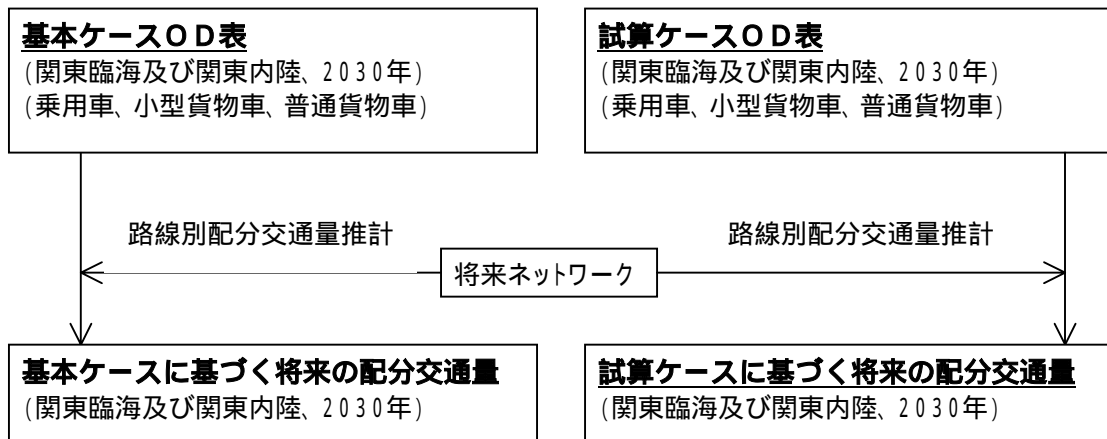 基本ケースOD表
(関東臨海及び関東内陸、2030年)
(乗用車、小型貨物車、普通貨物車)
試算ケースOD表
(関東臨海及び関東内陸、2030年)
(乗用車、小型貨物車、普通貨物車)
路線別配分交通量推計
路線別配分交通量推計
将来ネットワーク
基本ケースに基づく将来の配分交通量
(関東臨海及び関東内陸、2030年)
試算ケースに基づく将来の配分交通量
(関東臨海及び関東内陸、2030年)